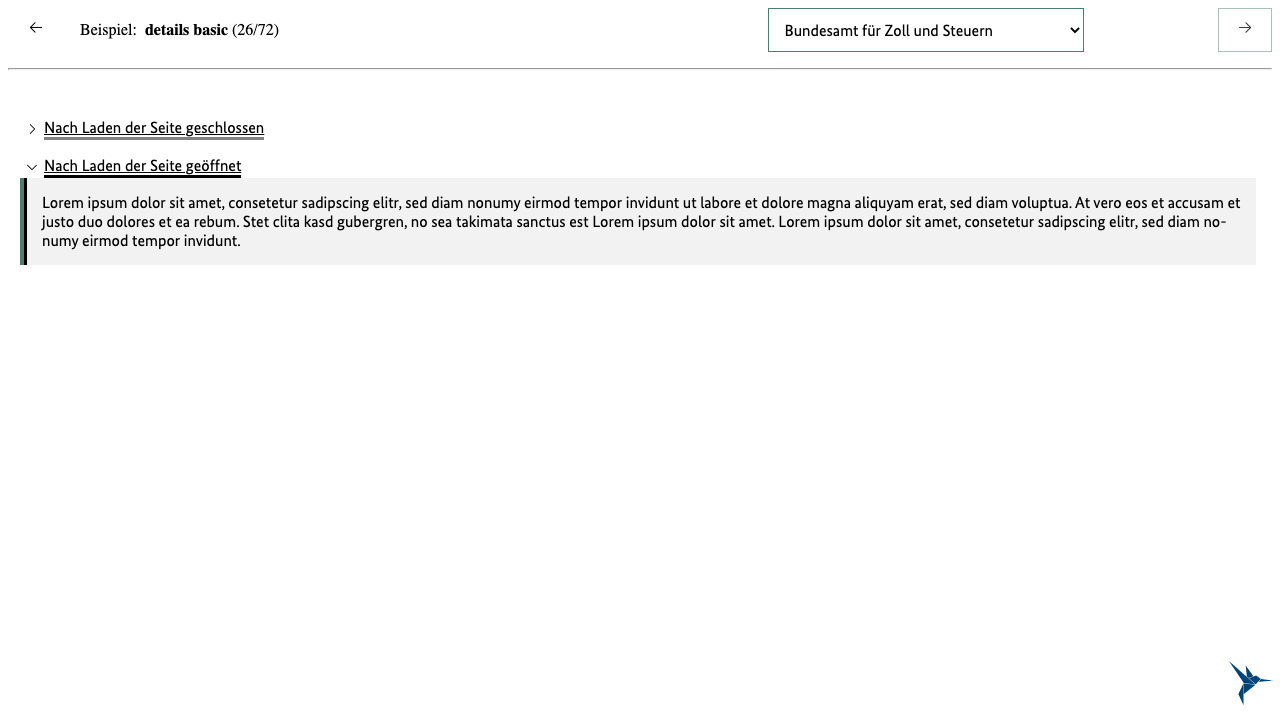 Beispiel: details basic (26/72)
Bundesamt für Zoll und Steuern
Nach Laden der Seite geschlossen
Nach Laden der Seite geöffnet
Lorem ipsum dolor sit amet, consetetur sadipscing elitr, sed diam nonumy eirmod tempor invidunt ut labore et dolore magna aliquyam erat, sed diam voluptua. At vero eos et accusam et
justo duo dolores et ea rebum. Stet clita kasd gubergren, no sea takimata sanctus est Lorem ipsum dolor sit amet. Lorem ipsum dolor sit amet, consetetur sadipscing elitr, sed diam no-
numy eirmod tempor invidunt.